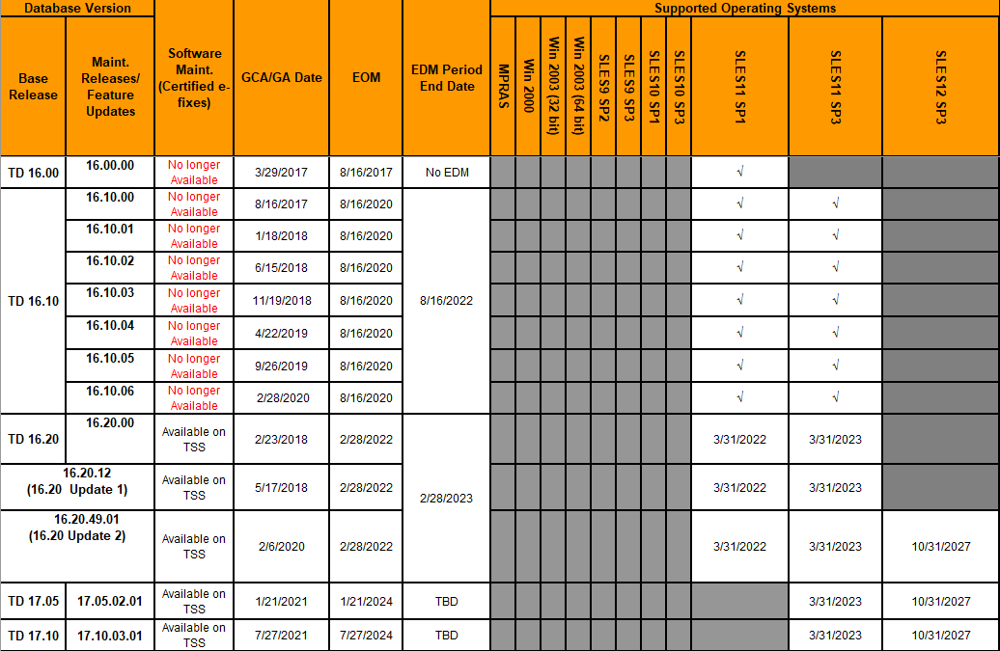 Database Version
Supported Operating Systems
Base
Release
Maint.
Releases/
Feature
Updates
Software
Maint.
(Certified e-
fixes)
GCA/GA Date
EOM
EDM Period
End Date
MPRAS
Win 2000
Win 2003 (32 bit)
Win 2003 (64 bit)
SLES9 SP2
SLES9 SP3
SLES10 SP1
SLES10 SP3
SLES11 SP1
SLES11 SP3
SLES12 SP3
TD 16.00
16.00.00
No longer
Available
3/29/2017
8/16/2017
No EDM
√
TD 16.10
16.10.00
No longer
Available
8/16/2017
8/16/2020
8/16/2022
√
√
16.10.01
No longer
Available
1/18/2018
8/16/2020
√
√
16.10.02
No longer
Available
6/15/2018
8/16/2020
√
√
16.10.03
No longer
Available
11/19/2018
8/16/2020
√
√
16.10.04
No longer
Available
4/22/2019
8/16/2020
√
√
16.10.05
No longer
Available
9/26/2019
8/16/2020
√
√
16.10.06
No longer
Available
2/28/2020
8/16/2020
√
√
TD 16.20
16.20.00
Available on
TSS
2/23/2018
2/28/2022
2/28/2023
3/31/2022
3/31/2023
16.20.12
(16.20 Update 1)
Available on
TSS
5/17/2018
2/28/2022
3/31/2022
3/31/2023
16.20.49.01
(16.20 Update 2)
Available on
TSS
2/6/2020
2/28/2022
3/31/2022
3/31/2023
10/31/2027
TD 17.05
17.05.02.01
Available on
TSS
1/21/2021
1/21/2024
TBD
3/31/2023
10/31/2027
TD 17.10
17.10.03.01
Available on
TSS
7/27/2021
7/27/2024
TBD
3/31/2023
10/31/2027